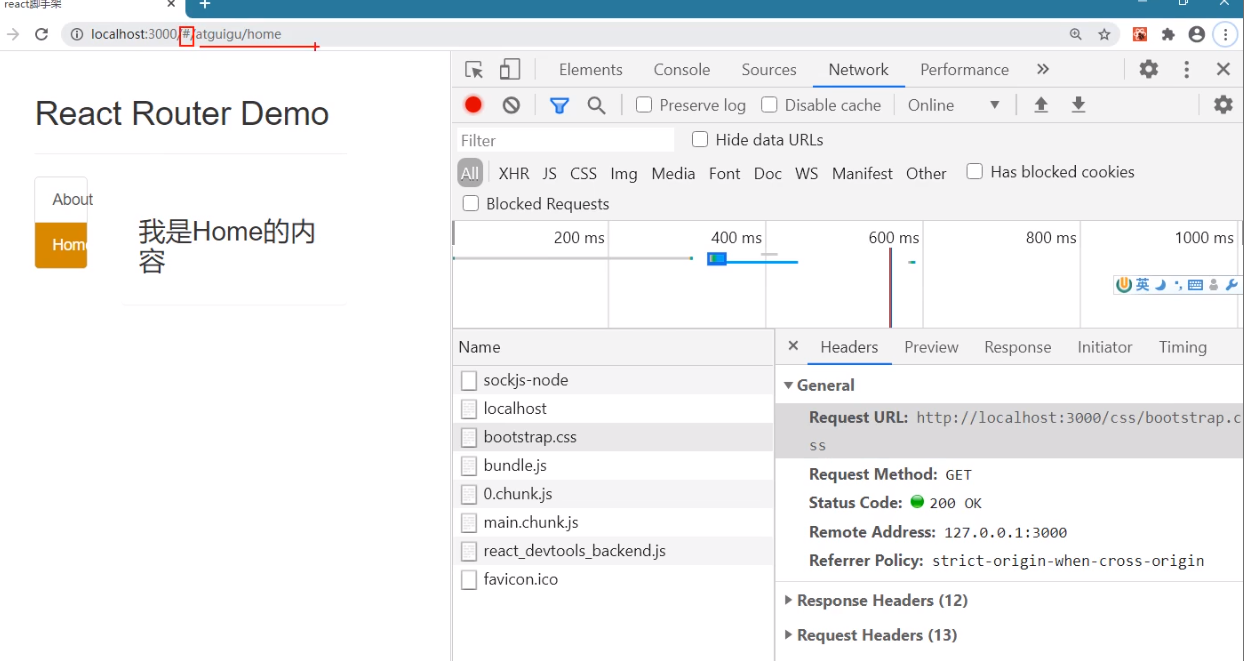 react脚手架
localhost:3000/#/atguigu/home
Elements Console Sources Network Performance
Preserve log Disable cache Online
React Router Demo
Filter Hide data URLs
All XHR JS CSS Img Media Font Doc WS Manifest Other Has blocked cookies
Blocked Requests
About
Home
我是Home的内
容
200 ms 400 ms 600 ms 800 ms 1000 ms
英
Name
sockjs-node
localhost
bootstrap.css
bundle.js
0.chunk.js
main.chunk.js
react_devtools_backend.js
favicon.ico
Headers Preview Response Initiator Timing
General
Request URL: http://localhost:3000/css/bootstrap.c
ss
Request Method: GET
Status Code: 200 OK
Remote Address: 127.0.0.1:3000
Referrer Policy: strict-origin-when-cross-origin
Response Headers (12)
Request Headers (13)